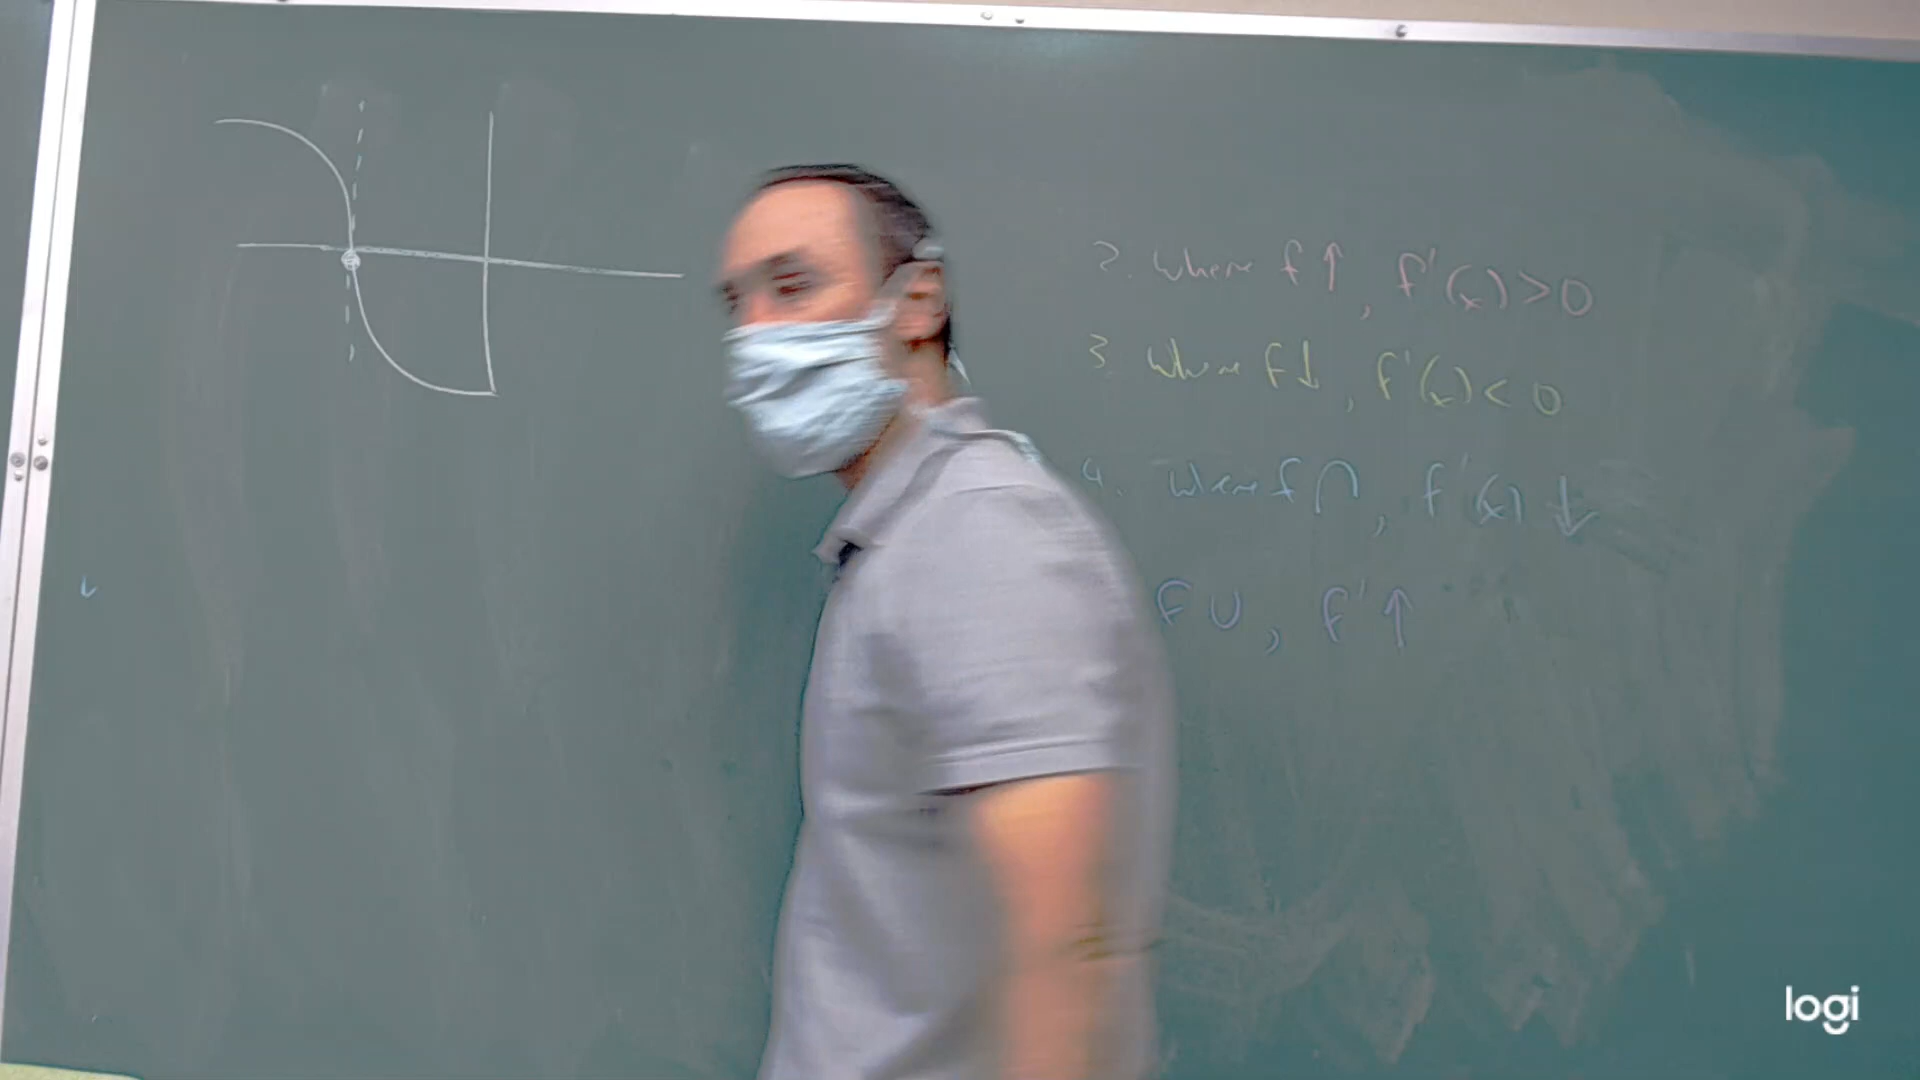 2. Where f ↑, f'(x) > 0
3. Where f ↓, f'(x) < 0
4. Where f ∩, f'(x) ↓
f ∪, f' ↑
logi